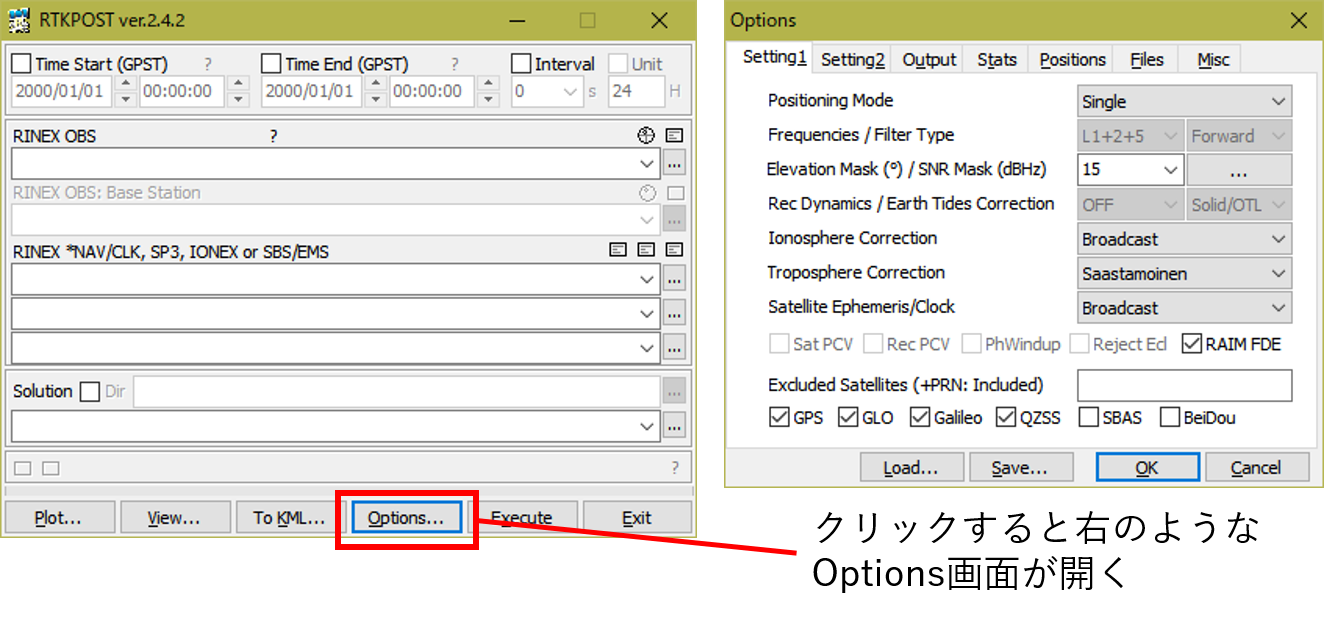 RTKPOST ver.2.4.2
Time Start (GPST) ? Time End (GPST) ? Interval Unit
2000/01/01 00:00:00 2000/01/01 00:00:00 0 s 24 H
RINEX OBS ?
...
RINEX OBS: Base Station
...
RINEX *NAV/CLK, SP3, IONEX or SBS/EMS
...
...
...
Solution Dir ...
...
?
Plot... View... To KML... Options... Execute Exit
Options
Setting1 Setting2 Output Stats Positions Files Misc
Positioning Mode Single
Frequencies / Filter Type L1+2+5 Forward
Elevation Mask (°) / SNR Mask (dBHz) 15 ...
Rec Dynamics / Earth Tides Correction OFF Solid/OTL
Ionosphere Correction Broadcast
Troposphere Correction Saastamoinen
Satellite Ephemeris/Clock Broadcast
Sat PCV Rec PCV PhWindup Reject Ecl RAIM FDE
Excluded Satellites (+PRN: Included)
GPS GLO Galileo QZSS SBAS BeiDou
Load... Save... OK Cancel
クリックすると右のような
Options画面が開く